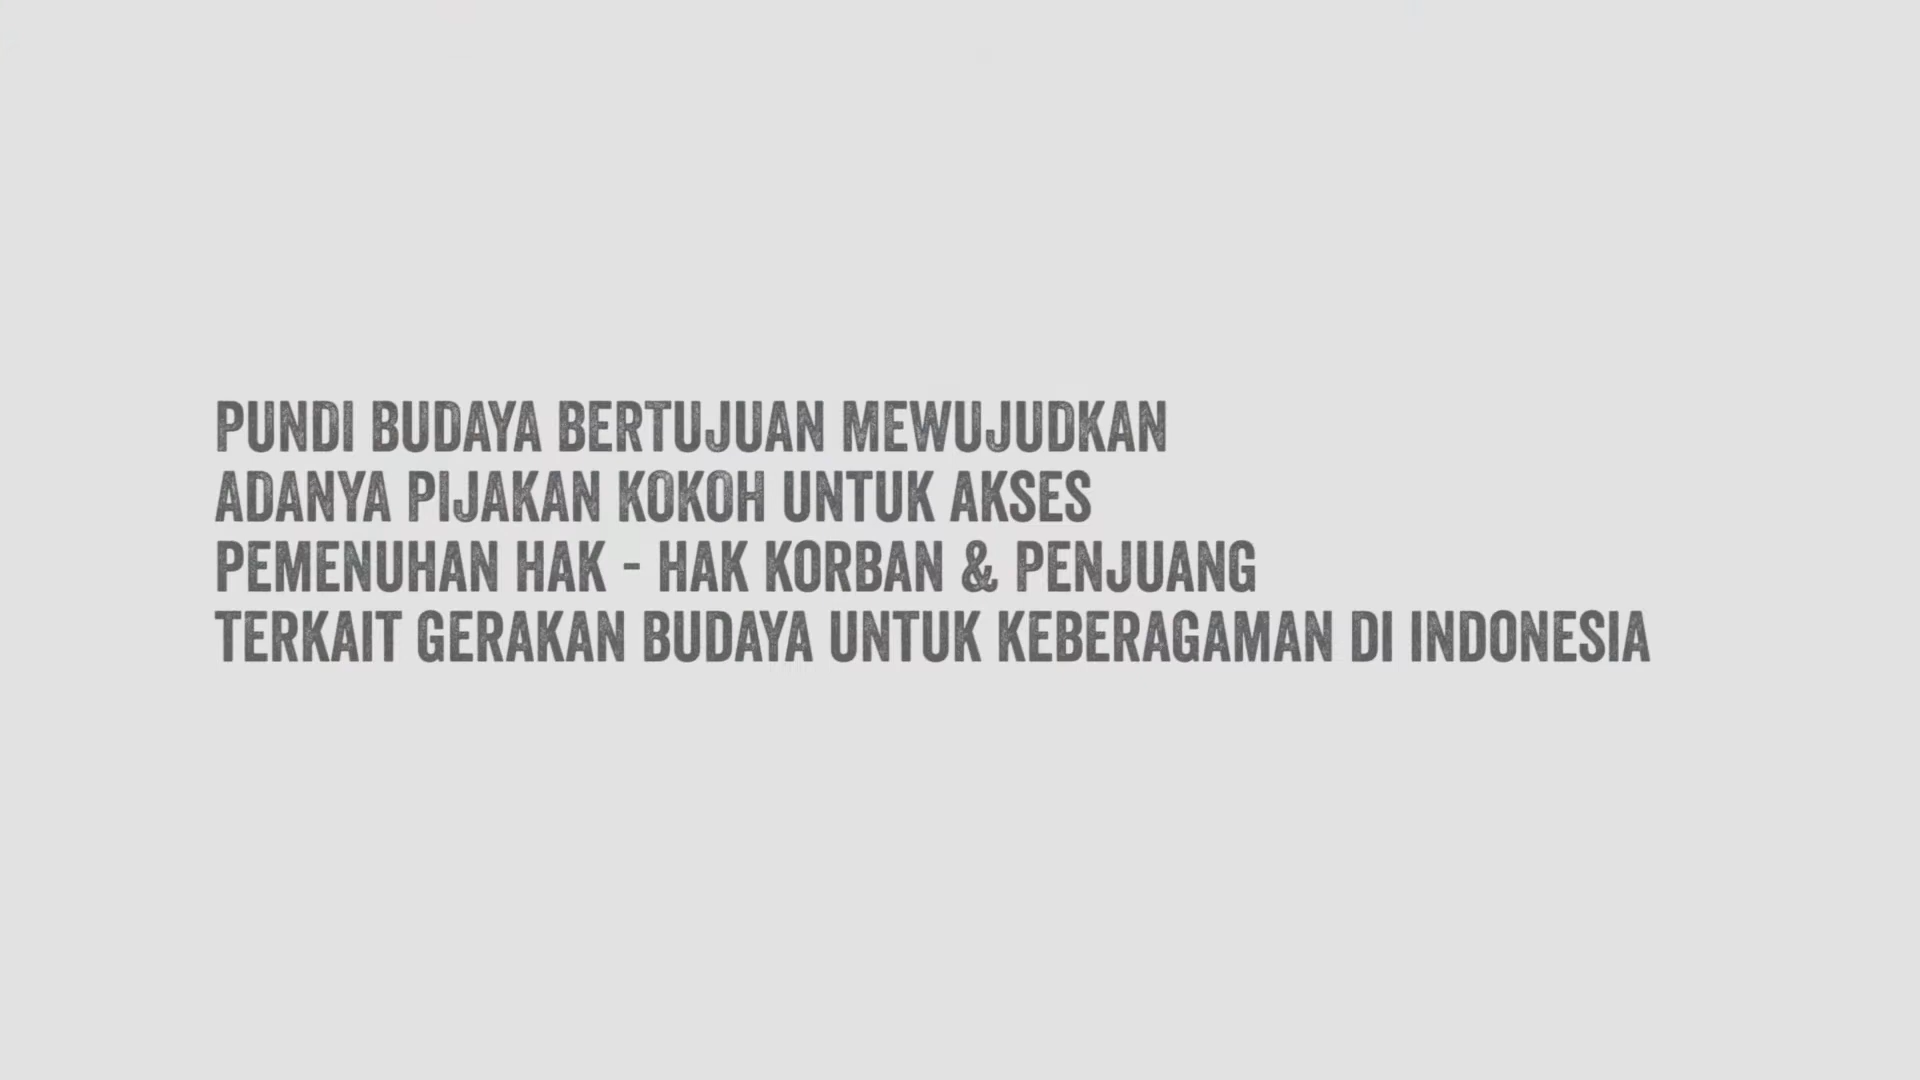 PUNDI BUDAYA BERTUJUAN MEWUJUDKAN
ADANYA PIJAKAN KOKOH UNTUK AKSES
PEMENUHAN HAK - HAK KORBAN & PENJUANG
TERKAIT GERAKAN BUDAYA UNTUK KEBERAGAMAN DI INDONESIA